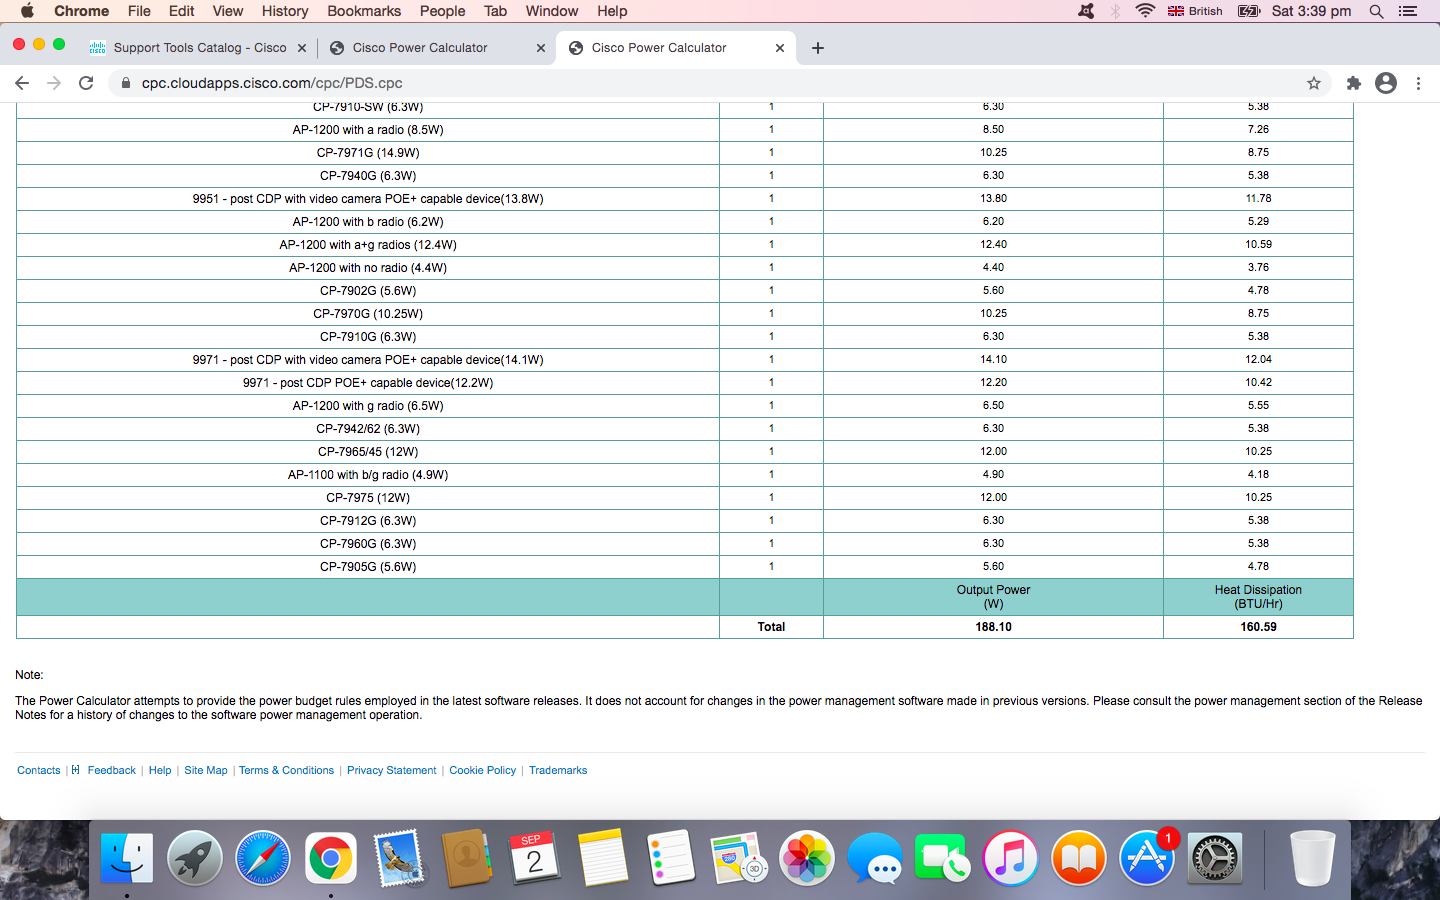 Chrome File Edit View History Bookmarks People Tab Window Help British Sat 3:39 pm
CISCO Support Tools Catalog - Cisco Cisco Power Calculator Cisco Power Calculator
cpc.cloudapps.cisco.com/cpc/PDS.cpc
CP-7910-SW (6.3W) 1 6.30 5.38
AP-1200 with a radio (8.5W) 1 8.50 7.26
CP-7971G (14.9W) 1 10.25 8.75
CP-7940G (6.3W) 1 6.30 5.38
9951 - post CDP with video camera POE+ capable device(13.8W) 1 13.80 11.78
AP-1200 with b radio (6.2W) 1 6.20 5.29
AP-1200 with a+g radios (12.4W) 1 12.40 10.59
AP-1200 with no radio (4.4W) 1 4.40 3.76
CP-7902G (5.6W) 1 5.60 4.78
CP-7970G (10.25W) 1 10.25 8.75
CP-7910G (6.3W) 1 6.30 5.38
9971 - post CDP with video camera POE+ capable device(14.1W) 1 14.10 12.04
9971 - post CDP POE+ capable device(12.2W) 1 12.20 10.42
AP-1200 with g radio (6.5W) 1 6.50 5.55
CP-7942/62 (6.3W) 1 6.30 5.38
CP-7965/45 (12W) 1 12.00 10.25
AP-1100 with b/g radio (4.9W) 1 4.90 4.18
CP-7975 (12W) 1 12.00 10.25
CP-7912G (6.3W) 1 6.30 5.38
CP-7960G (6.3W) 1 6.30 5.38
CP-7905G (5.6W) 1 5.60 4.78
Output Power Heat Dissipation
(W) (BTU/Hr)
Total 188.10 160.59
Note:
The Power Calculator attempts to provide the power budget rules employed in the latest software releases. It does not account for changes in the power management software made in previous versions. Please consult the power management section of the Release
Notes for a history of changes to the software power management operation.
Contacts | [+] Feedback | Help | Site Map | Terms & Conditions | Privacy Statement | Cookie Policy | Trademarks
SEP 3D 1
2